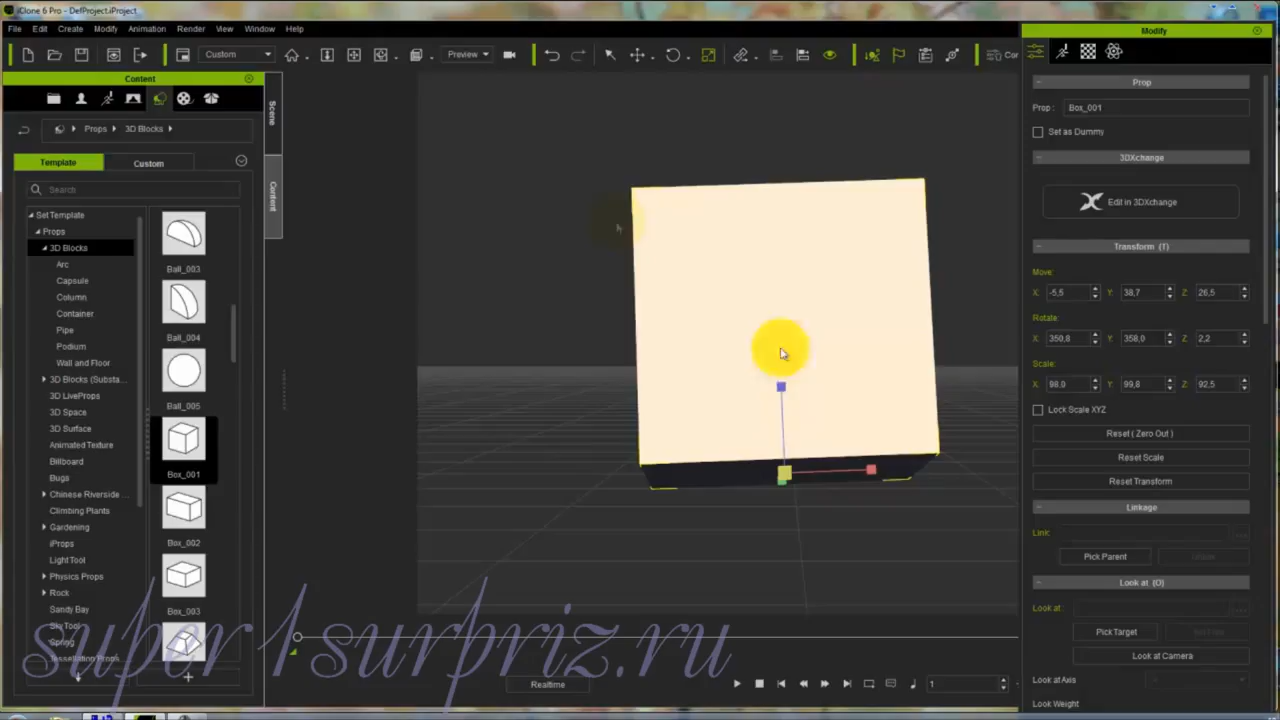 iClone 6 Pro - DefProject.iProject
File Edit Create Modify Animation Render View Window Help
Custom
Preview
Content
Props 3D Blocks
Template Custom
Search
Set Template
Props
3D Blocks
Arc
Capsule
Column
Container
Pipe
Podium
Wall and Floor
3D Blocks (Substa...
3D LiveProps
3D Space
3D Surface
Animated Texture
Billboard
Bugs
Chinese Riverside ...
Climbing Plants
Gardening
iProps
LightTool
Physics Props
Rock
Sandy Bay
SkyTool
Spring
Tessellation Props
Ball_003
Ball_004
Ball_005
Box_001
Box_002
Box_003
Scene
Content
super1surpriz.ru
Realtime
1
Modify
Prop
Prop : Box_001
Set as Dummy
3DXchange
Edit in 3DXchange
Transform (T)
Move:
X: -5,5 Y: 38,7 Z: 26,5
Rotate:
X: 350,8 Y: 358,0 Z: 2,2
Scale:
X: 98,9 Y: 99,8 Z: 92,5
Lock Scale XYZ
Reset ( Zero Out )
Reset Scale
Reset Transform
Linkage
Link:
Pick Parent
Look at (O)
Look at:
Pick Target
Look at Camera
Look at Axis
Look Weight